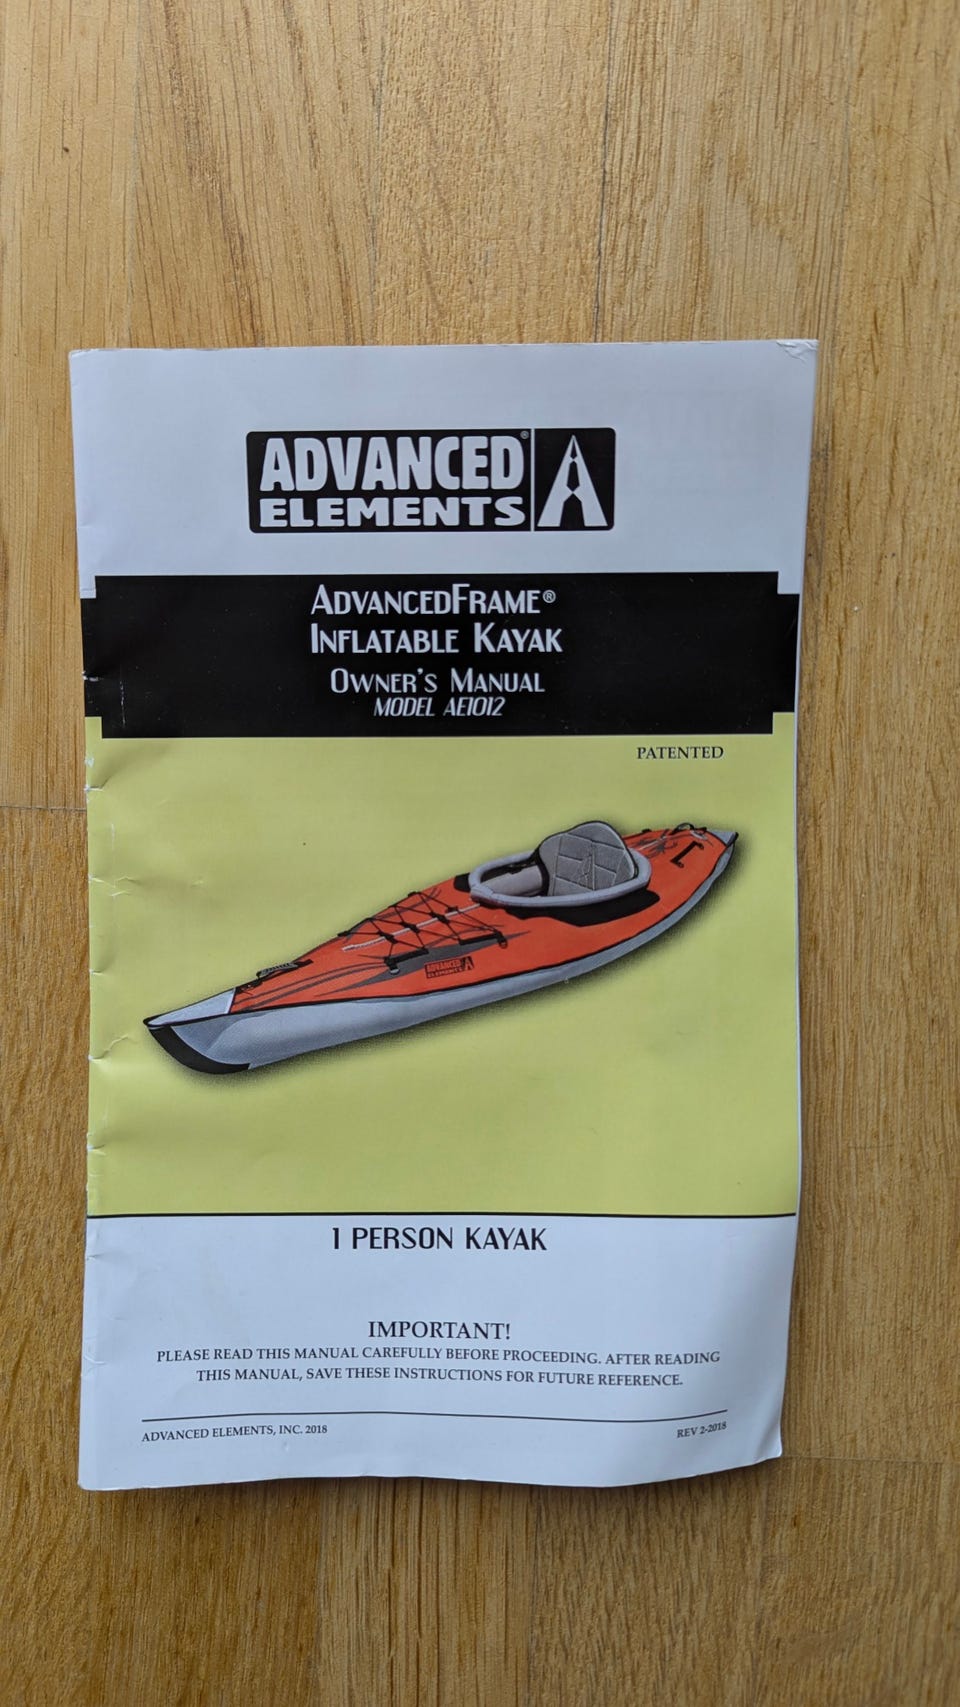 ADVANCED®
ELEMENTS
ADVANCEDFRAME®
INFLATABLE KAYAK
OWNER'S MANUAL
MODEL AE1012
PATENTED
ADVANCED
ELEMENTS
1 PERSON KAYAK
IMPORTANT!
PLEASE READ THIS MANUAL CAREFULLY BEFORE PROCEEDING. AFTER READING
THIS MANUAL, SAVE THESE INSTRUCTIONS FOR FUTURE REFERENCE.
ADVANCED ELEMENTS, INC. 2018
REV 2-2018